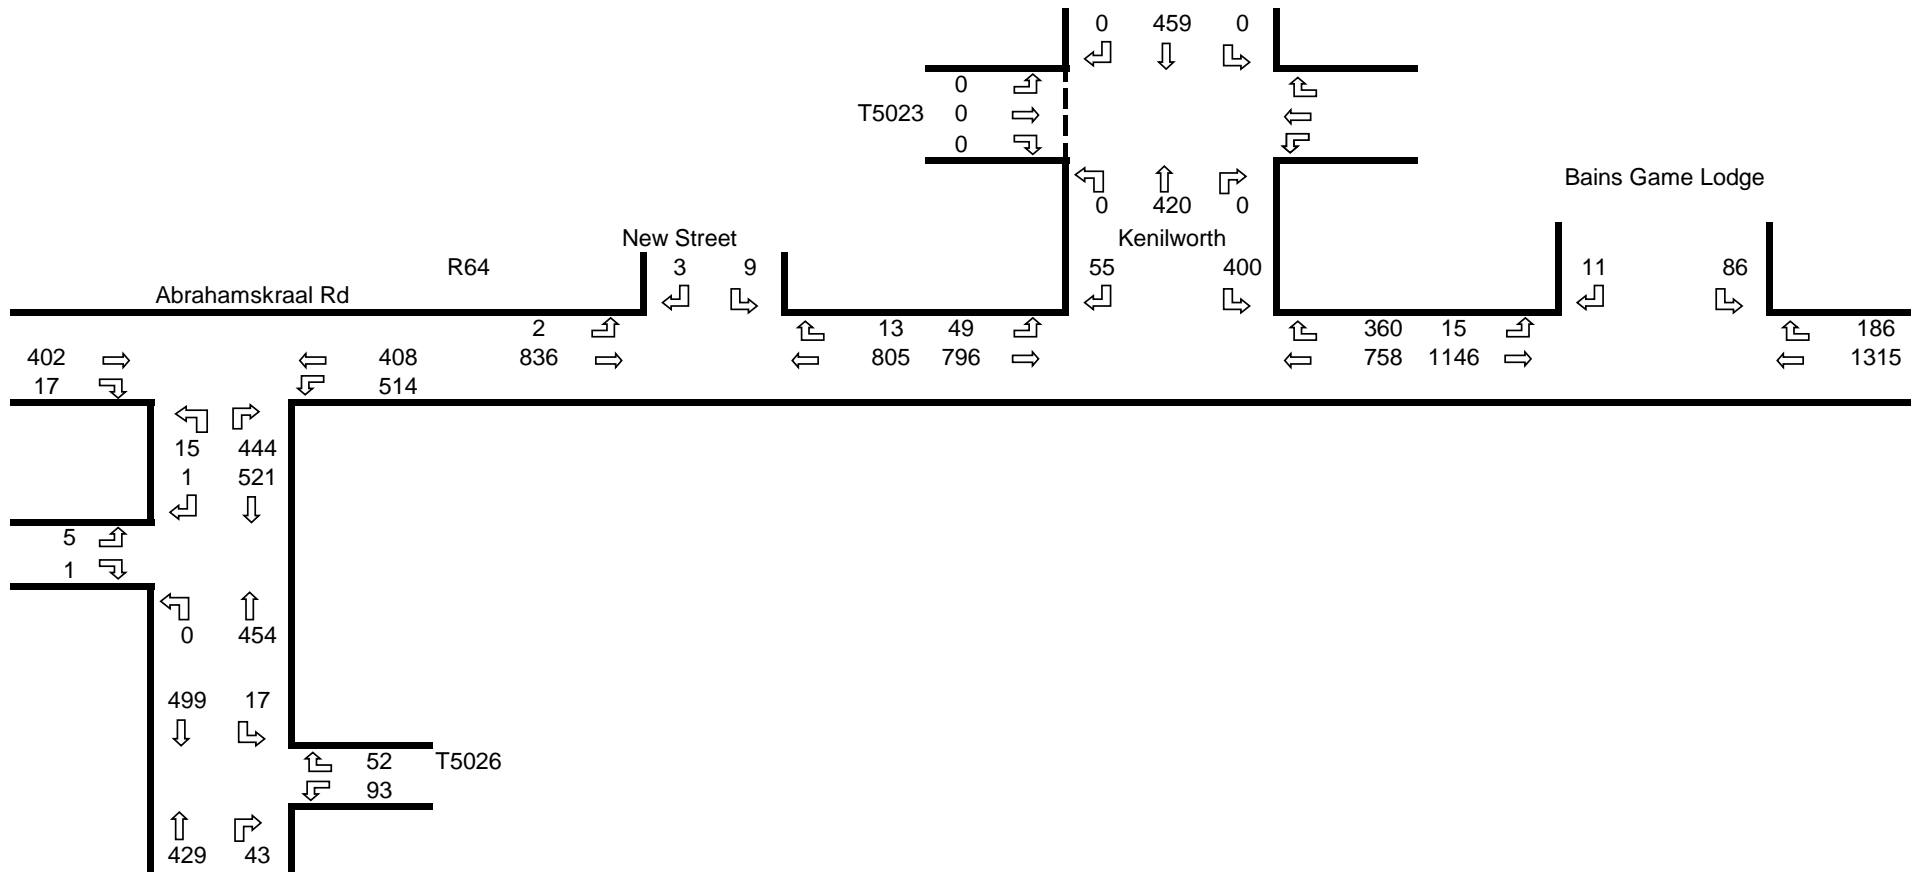 0 459 0
0
T5023 0
0
Bains Game Lodge
0 420 0
New Street Kenilworth
R64 3 9 55 400 11 86
Abrahamskraal Rd
2 13 49 360 15 186
402 408 836 805 796 758 1146 1315
17 514
15 444
1 521
5
1
0 454
499 17
52 T5026
93
429 43